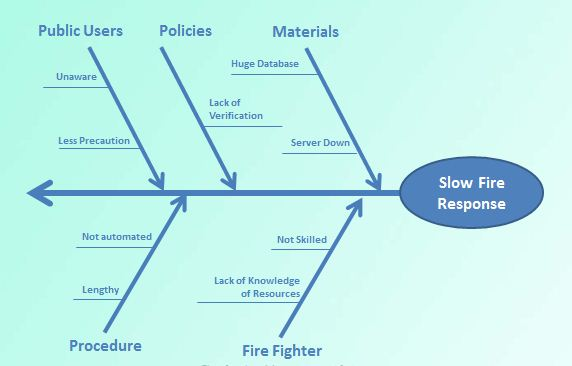 Public Users
Policies
Materials
Huge Database
Unaware
Lack of
Verification
Less Precaution
Server Down
Slow Fire
Response
Not automated
Not Skilled
Lack of Knowledge
of Resources
Lengthy
Procedure
Fire Fighter